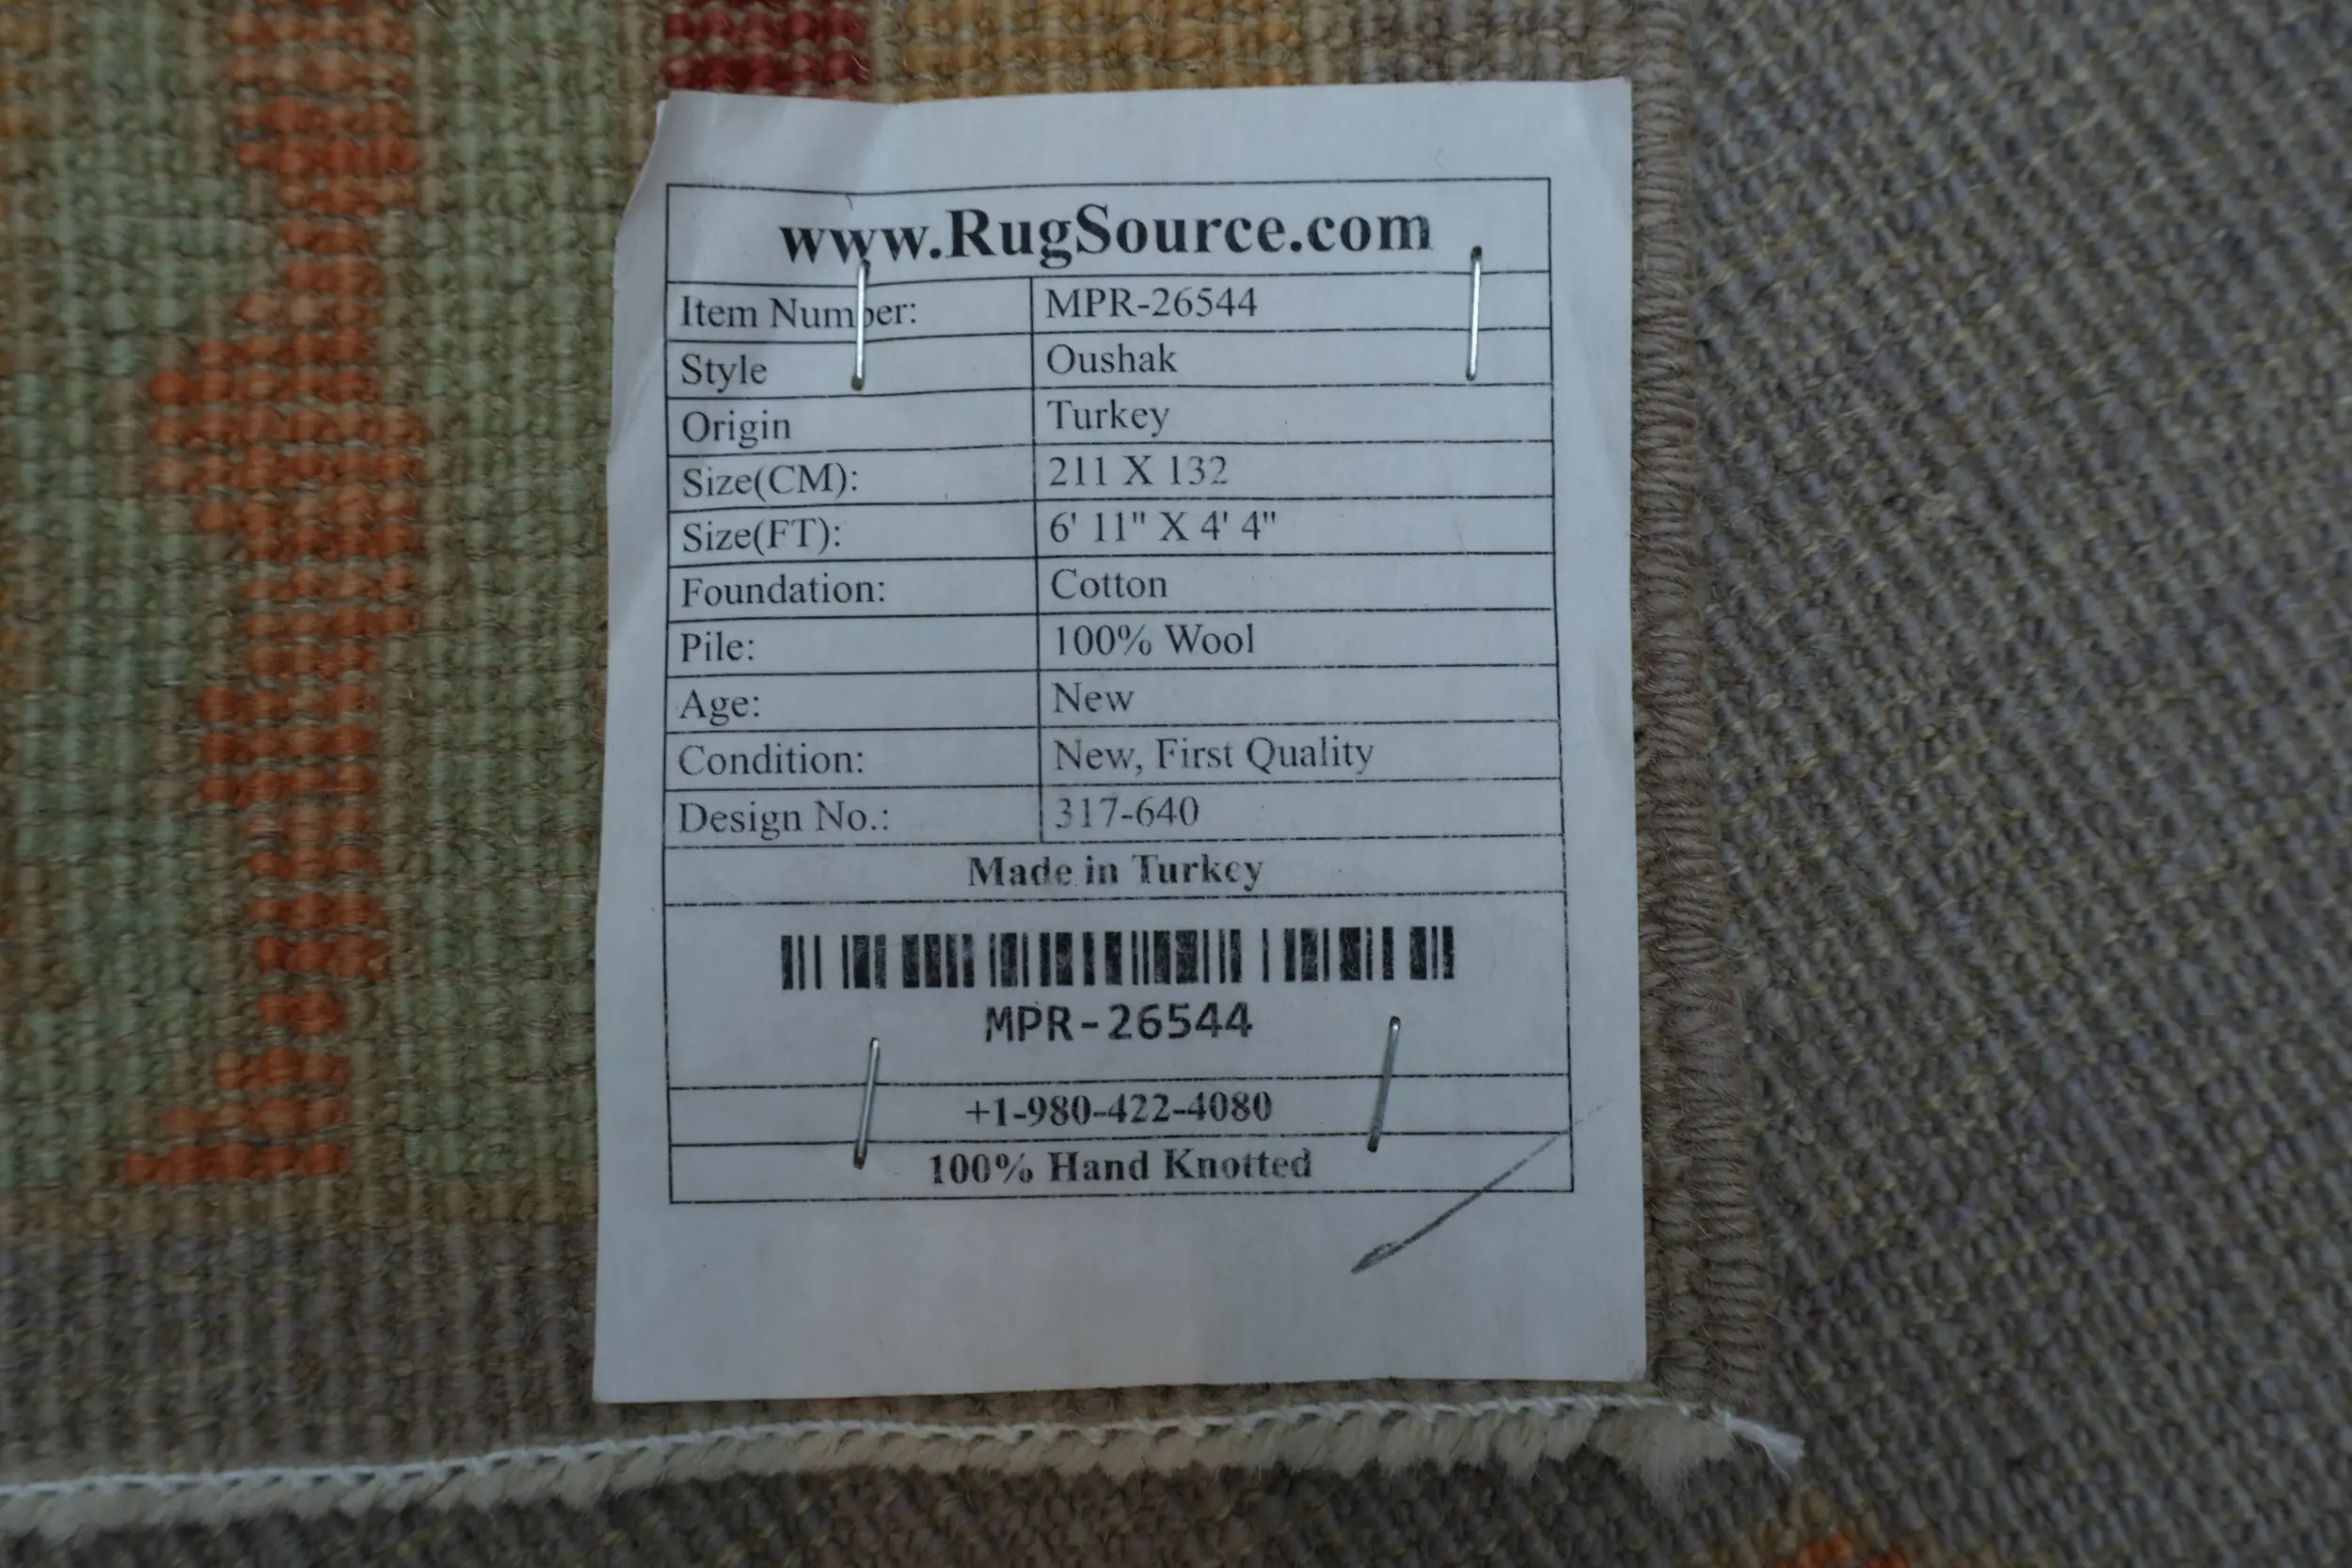 www.RugSource.com
Item Number: MPR-26544
Style Oushak
Origin Turkey
Size(CM): 211 X 132
Size(FT): 6' 11" X 4' 4"
Foundation: Cotton
Pile: 100% Wool
Age: New
Condition: New, First Quality
Design No.: 317-640
Made in Turkey
MPR-26544
+1-980-422-4080
100% Hand Knotted